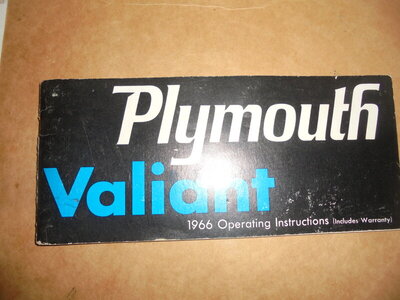 Plymouth
Valiant
1966 Operating Instructions (Includes Warranty)